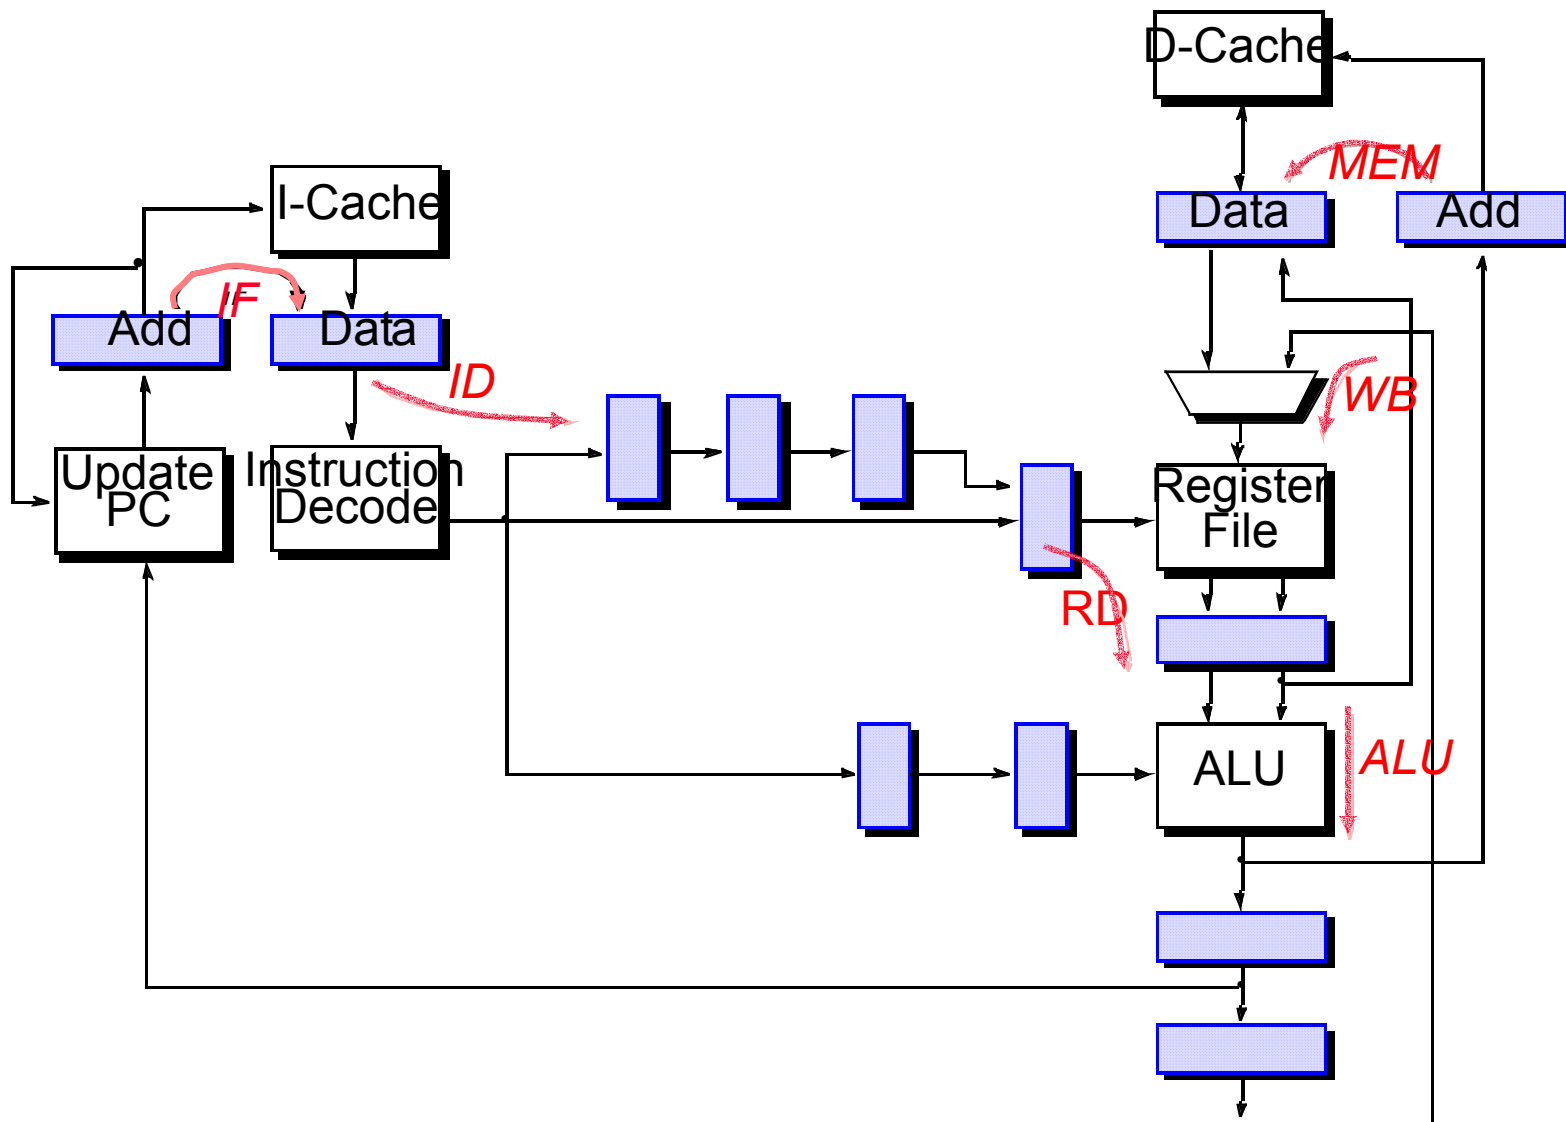 D-Cache
MEM
I-Cache
Data
Add
IF
IF
Add
Data
ID
WB
Update
PC
Instruction
Decode
Register
File
RD
ALU
ALU